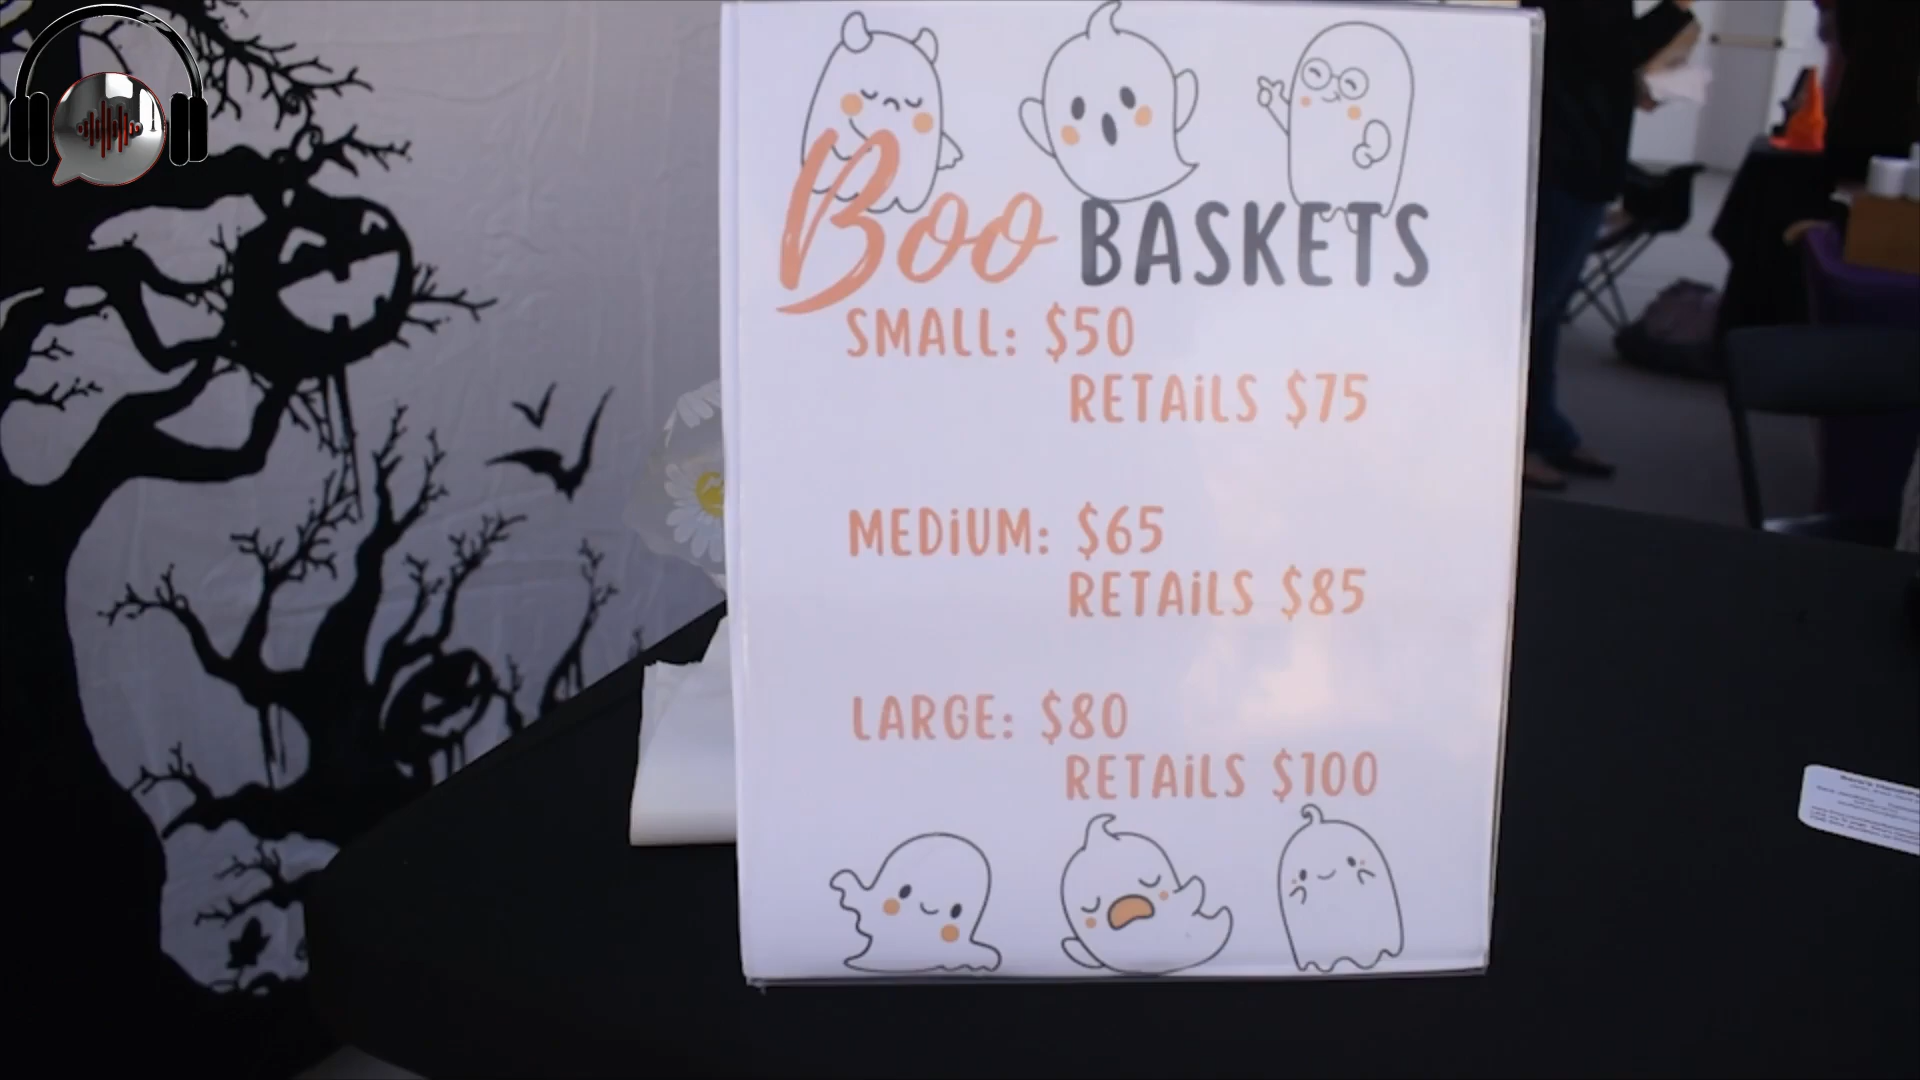 Boo BASKETS
SMALL: $50
RETAiLS $75
MEDiUM: $65
RETAiLS $85
LARGE: $80
RETAiLS $100